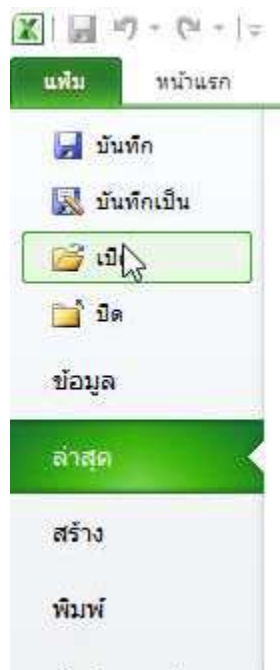 แฟ้ม หน้าแรก
บันทึก
บันทึกเป็น
ปิด
ข้อมูล
ล่าสุด
สร้าง
พิมพ์